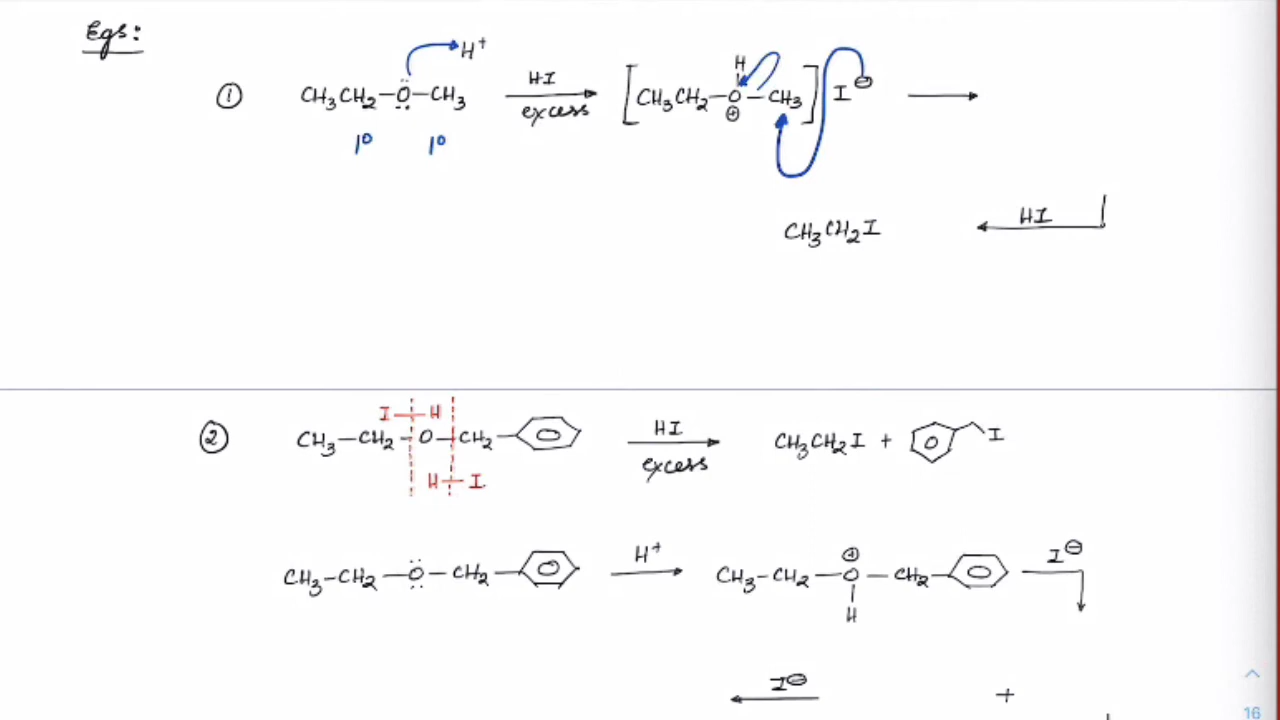 Egs:
① CH₃CH₂–Ö–CH₃ H⁺ HI excess [CH₃CH₂–O–CH₃] H ⊕ I⊖
1° 1°
CH₃CH₂I HI
② CH₃–CH₂–O–CH₂– I–H H–I HI excess CH₃CH₂I + I
CH₃–CH₂–Ö–CH₂– H⁺ CH₃–CH₂–O–CH₂– ⊕ H I⊖
I⊖ +
16